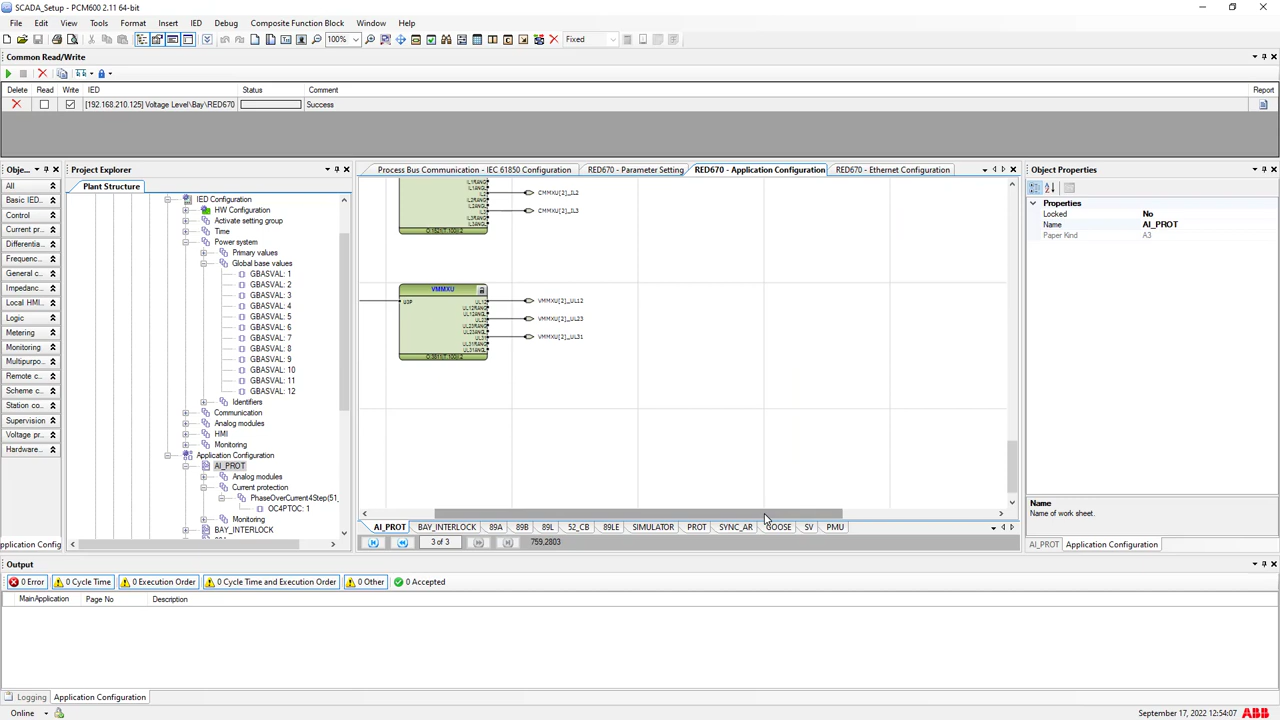 SCADA_Setup - PCM600 2.11 64-bit
File Edit View Tools Format Insert IED Debug Composite Function Block Window Help
100% Fixed
Common Read/Write
Delete Read Write IED Status Comment Report
[192.168.210.125] Voltage Level\Bay\RED670 Success
Obje...
All
Basic IED..
Control
Current pr..
Differentia..
Frequenc..
General c..
Impedanc..
Local HMI..
Logic
Metering
Monitoring
Multipurpo..
Remote c..
Scheme c..
Station co..
Supervision
Voltage pr..
Hardware..
pplication Config
Project Explorer
Plant Structure
IED Configuration
HW Configuration
Activate setting group
Time
Power system
Primary values
Global base values
GBASVAL: 1
GBASVAL: 2
GBASVAL: 3
GBASVAL: 4
GBASVAL: 5
GBASVAL: 6
GBASVAL: 7
GBASVAL: 8
GBASVAL: 9
GBASVAL: 10
GBASVAL: 11
GBASVAL: 12
Identifiers
Communication
Analog modules
HMI
Monitoring
Application Configuration
AI_PROT
Analog modules
Current protection
PhaseOverCurrent4Step(51_
OC4PTOC: 1
Monitoring
BAY_INTERLOCK
Process Bus Communication - IEC 61850 Configuration
RED670 - Parameter Setting
RED670 - Application Configuration
RED670 - Ethernet Configuration
CMMXU[2]_IL2
CMMXU[2]_IL3
VMMXU
U3P
UL12
UL23
UL31
VMMXU[2]_UL12
VMMXU[2]_UL23
VMMXU[2]_UL31
AI_PROT BAY_INTERLOCK 89A 89B 89L 52_CB 89LE SIMULATOR PROT SYNC_AR GOOSE SV PMU
3 of 3 759,2803
Object Properties
Properties
Locked No
Name AI_PROT
Paper Kind A3
Name
Name of work sheet.
AI_PROT Application Configuration
Output
0 Error 0 Cycle Time 0 Execution Order 0 Cycle Time and Execution Order 0 Other 0 Accepted
MainApplication Page No Description
Logging Application Configuration
Online September 17, 2022 12:54:07 ABB